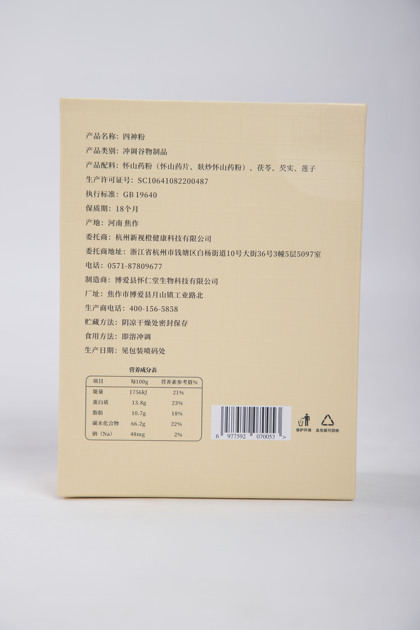 产品名称：四神粉
产品类别：冲调谷物制品
产品配料：怀山药粉（怀山药片、麸炒怀山药粉）、茯苓、芡实、莲子
生产许可证号：SC10641082200487
执行标准：GB 19640
保质期：18个月
产地：河南 焦作
委托商：杭州新视橙健康科技有限公司
委托商地址：浙江省杭州市钱塘区白杨街道10号大街36号3幢5层5097室
电话：0571-87809677
制造商：博爱县怀仁堂生物科技有限公司
厂址：焦作市博爱县月山镇工业路北
生产商电话：400-156-5858
贮藏方法：阴凉干燥处密封保存
食用方法：即溶冲调
生产日期：见包装喷码处
营养成分表
项目 每100g 营养素参考值%
能量 1756kJ 21%
蛋白质 13.8g 23%
脂肪 10.7g 18%
碳水化合物 66.2g 22%
钠（Na） 48mg 2%
6 977592 070053 >
保护环境